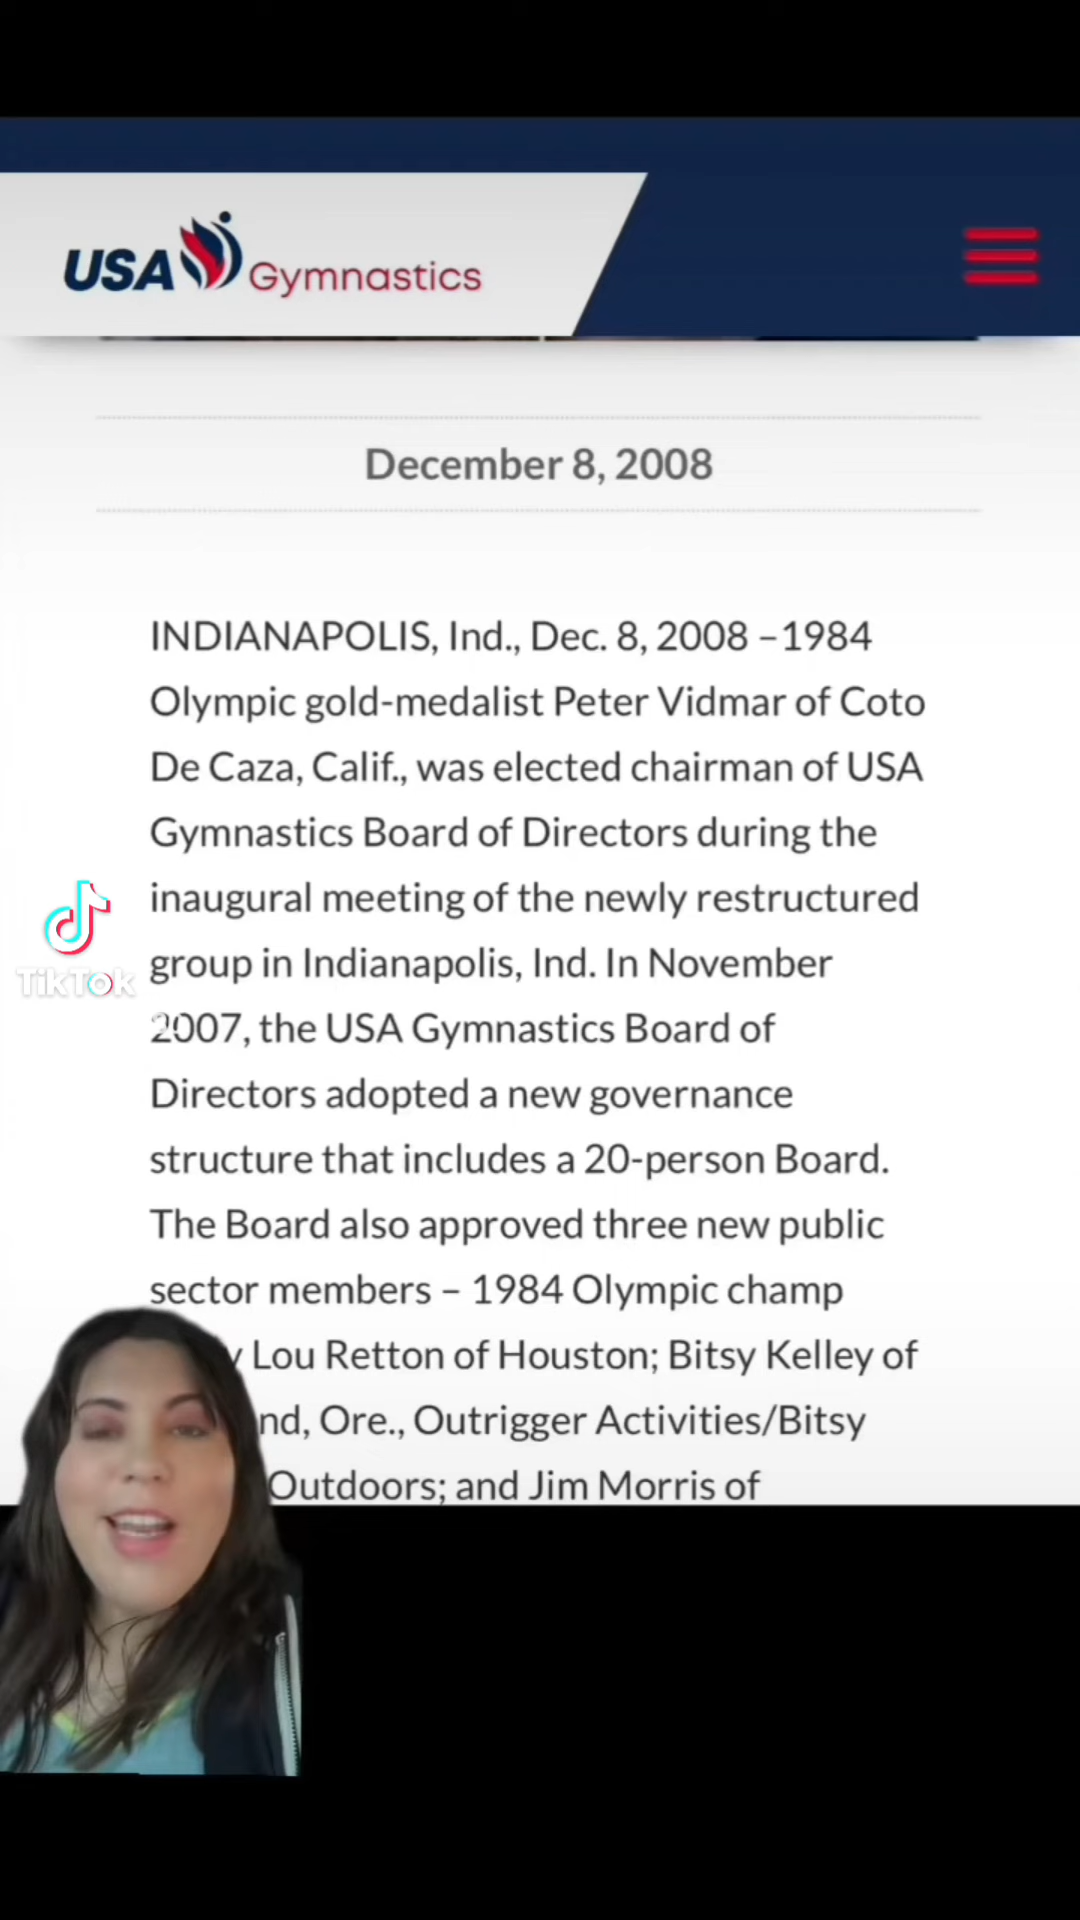 USA Gymnastics
December 8, 2008
INDIANAPOLIS, Ind., Dec. 8, 2008 –1984
Olympic gold-medalist Peter Vidmar of Coto
De Caza, Calif., was elected chairman of USA
Gymnastics Board of Directors during the
inaugural meeting of the newly restructured
group in Indianapolis, Ind. In November
2007, the USA Gymnastics Board of
Directors adopted a new governance
structure that includes a 20-person Board.
The Board also approved three new public
sector members – 1984 Olympic champ
Lou Retton of Houston; Bitsy Kelley of
nd, Ore., Outrigger Activities/Bitsy
Outdoors; and Jim Morris of
TikTok